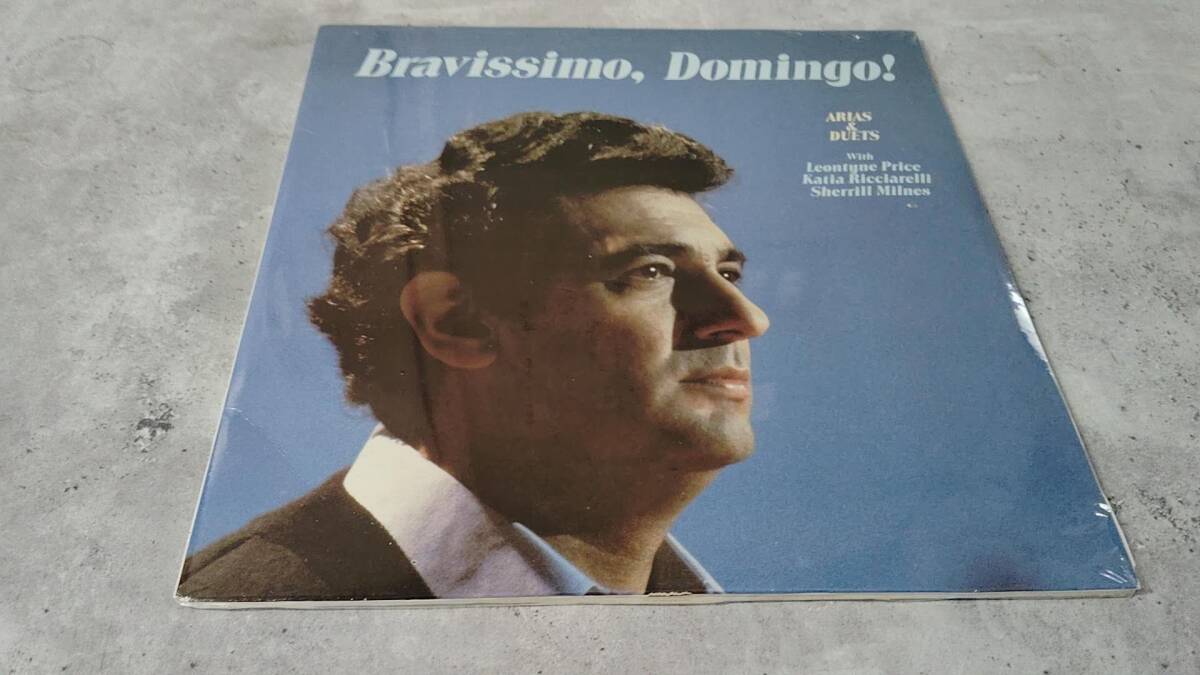 Bravissimo, Domingo!
ARIAS
&
DUETS
With
Leontyne Price
Katia Ricciarelli
Sherrill Milnes